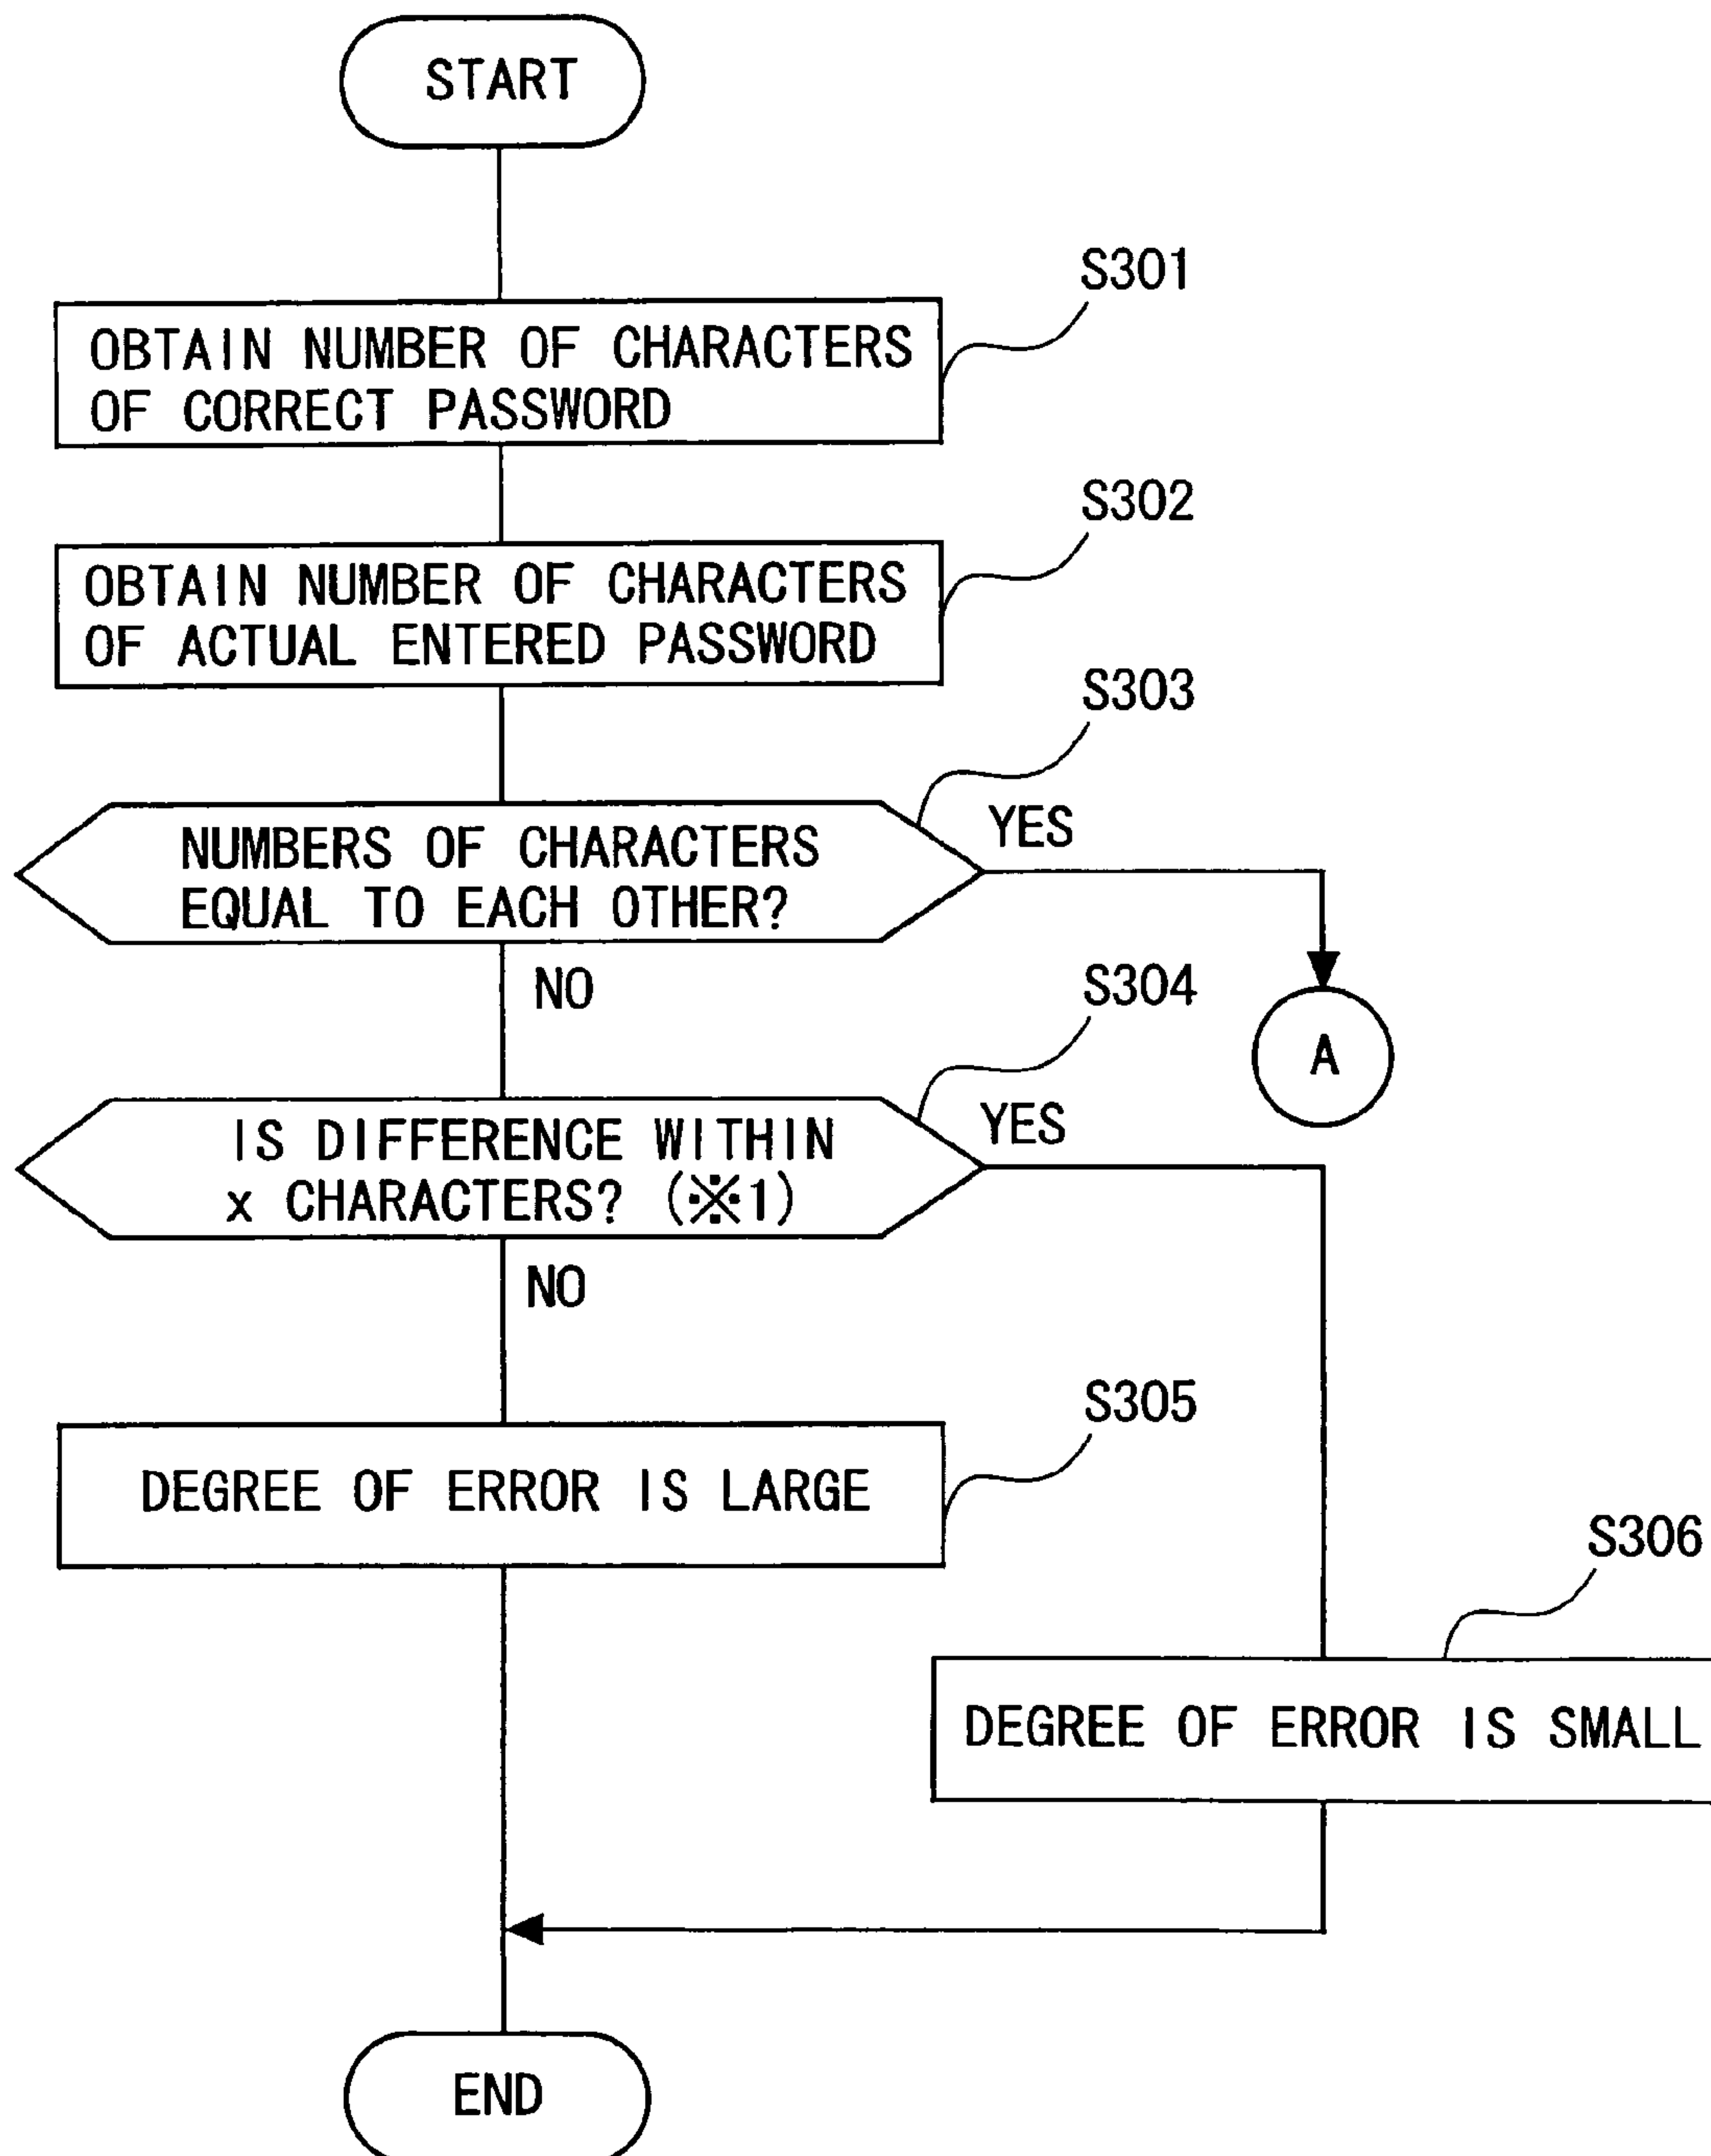 START
S301
OBTAIN NUMBER OF CHARACTERS
OF CORRECT PASSWORD
S302
OBTAIN NUMBER OF CHARACTERS
OF ACTUAL ENTERED PASSWORD
S303
NUMBERS OF CHARACTERS
EQUAL TO EACH OTHER?
YES
NO
A
S304
IS DIFFERENCE WITHIN
x CHARACTERS? (※1)
YES
NO
S305
DEGREE OF ERROR IS LARGE
S306
DEGREE OF ERROR IS SMALL
END